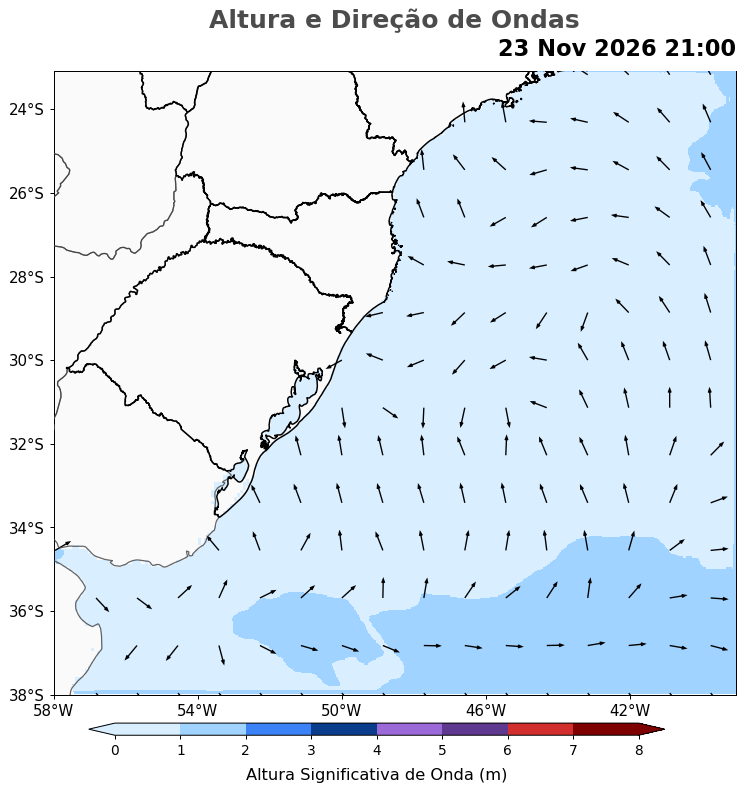 Altura e Direção de Ondas
23 Nov 2026 21:00
24°S
26°S
28°S
30°S
32°S
34°S
36°S
38°S
58°W 54°W 50°W 46°W 42°W
0 1 2 3 4 5 6 7 8
Altura Significativa de Onda (m)